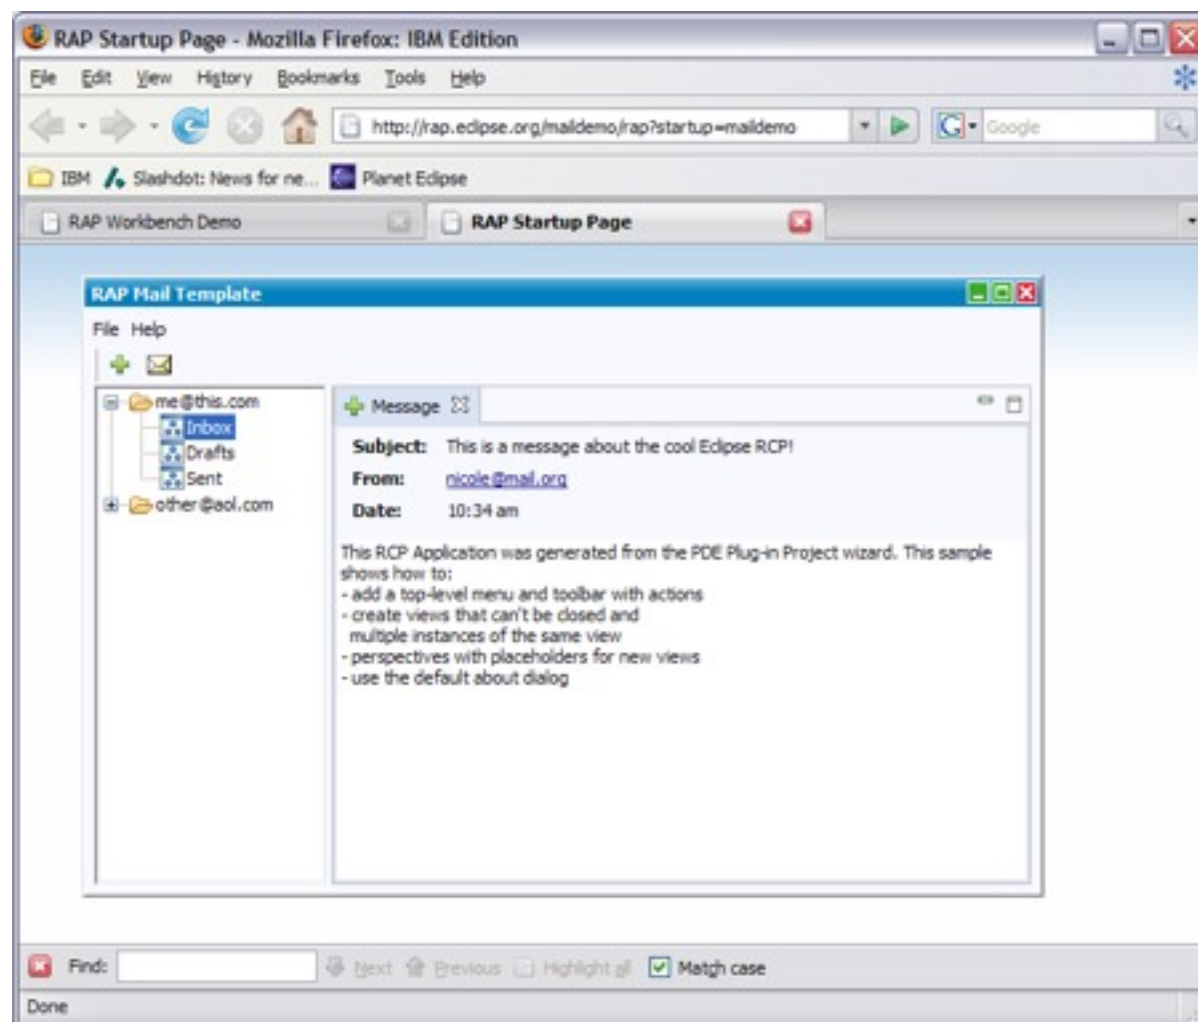 RAP Startup Page - Mozilla Firefox: IBM Edition
File Edit View History Bookmarks Tools Help
http://rap.eclipse.org/maildemo/rap?startup=maildemo G Google
IBM Slashdot: News for ne... Planet Eclipse
RAP Workbench Demo RAP Startup Page
RAP Mail Template
File Help
me@this.com
Inbox
Drafts
Sent
other@aol.com
Message
Subject: This is a message about the cool Eclipse RCP!
From: nicole@mail.org
Date: 10:34 am
This RCP Application was generated from the PDE Plug-in Project wizard. This sample
shows how to:
- add a top-level menu and toolbar with actions
- create views that can't be closed and
multiple instances of the same view
- perspectives with placeholders for new views
- use the default about dialog
Find: Next Previous Highlight all Match case
Done